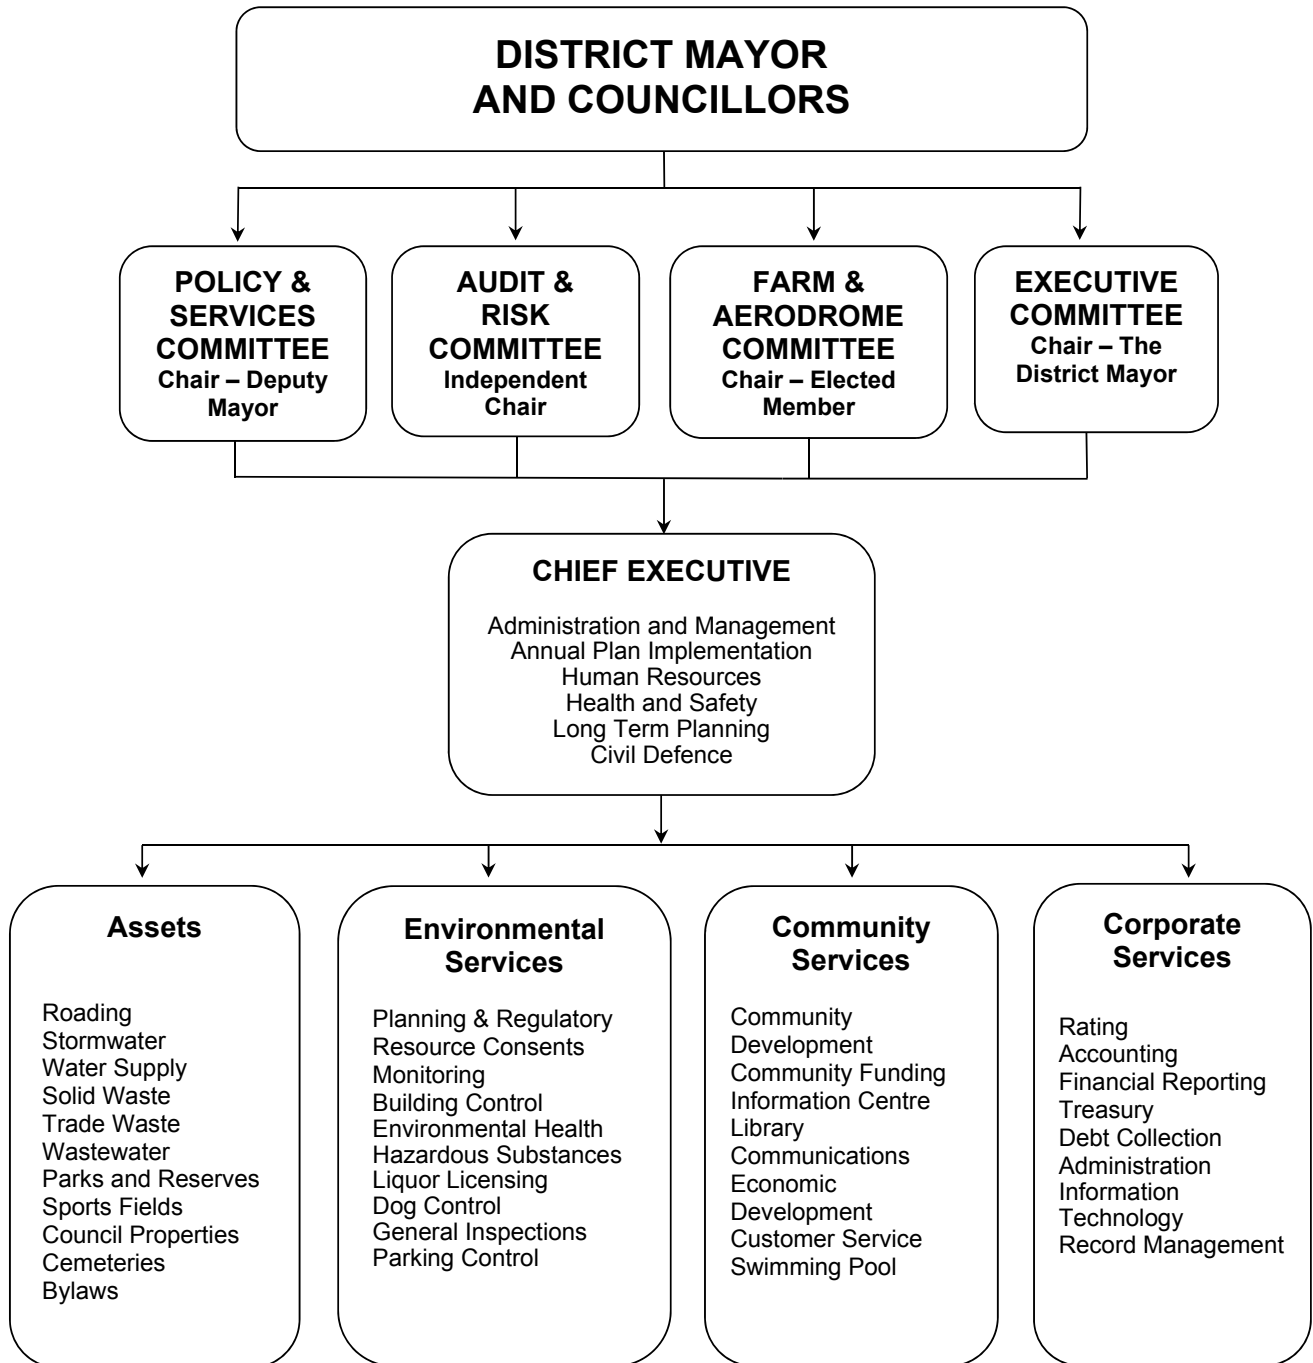 DISTRICT MAYOR
AND COUNCILLORS
POLICY &
SERVICES
COMMITTEE
Chair – Deputy
Mayor
AUDIT &
RISK
COMMITTEE
Independent
Chair
FARM &
AERODROME
COMMITTEE
Chair – Elected
Member
EXECUTIVE
COMMITTEE
Chair – The
District Mayor
CHIEF EXECUTIVE
Administration and Management
Annual Plan Implementation
Human Resources
Health and Safety
Long Term Planning
Civil Defence
Assets
Roading
Stormwater
Water Supply
Solid Waste
Trade Waste
Wastewater
Parks and Reserves
Sports Fields
Council Properties
Cemeteries
Bylaws
Environmental
Services
Planning & Regulatory
Resource Consents
Monitoring
Building Control
Environmental Health
Hazardous Substances
Liquor Licensing
Dog Control
General Inspections
Parking Control
Community
Services
Community
Development
Community Funding
Information Centre
Library
Communications
Economic
Development
Customer Service
Swimming Pool
Corporate
Services
Rating
Accounting
Financial Reporting
Treasury
Debt Collection
Administration
Information
Technology
Record Management